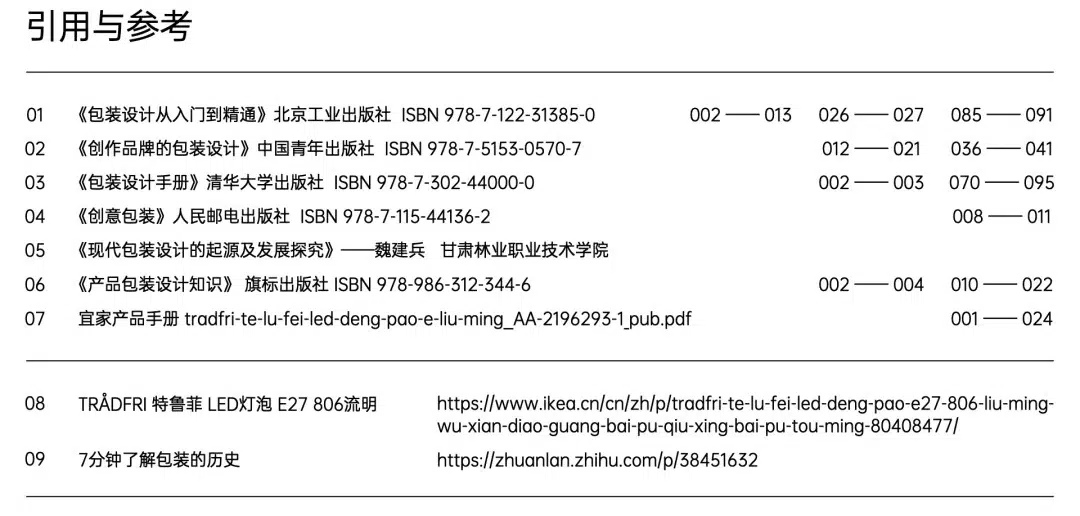 引用与参考
01 《包装设计从入门到精通》北京工业出版社 ISBN 978-7-122-31385-0 002 —— 013 026 —— 027 085 —— 091
02 《创作品牌的包装设计》中国青年出版社 ISBN 978-7-5153-0570-7 012 —— 021 036 —— 041
03 《包装设计手册》清华大学出版社 ISBN 978-7-302-44000-0 002 —— 003 070 —— 095
04 《创意包装》人民邮电出版社 ISBN 978-7-115-44136-2 008 —— 011
05 《现代包装设计的起源及发展探究》——魏建兵 甘肃林业职业技术学院
06 《产品包装设计知识》 旗标出版社 ISBN 978-986-312-344-6 002 —— 004 010 —— 022
07 宜家产品手册 tradfri-te-lu-fei-led-deng-pao-e-liu-ming_AA-2196293-1_pub.pdf 001 —— 024
08 TRÅDFRI 特鲁菲 LED灯泡 E27 806流明 https://www.ikea.cn/cn/zh/p/tradfri-te-lu-fei-led-deng-pao-e27-806-liu-ming-
wu-xian-diao-guang-bai-pu-qiu-xing-bai-pu-tou-ming-80408477/
09 7分钟了解包装的历史 https://zhuanlan.zhihu.com/p/38451632